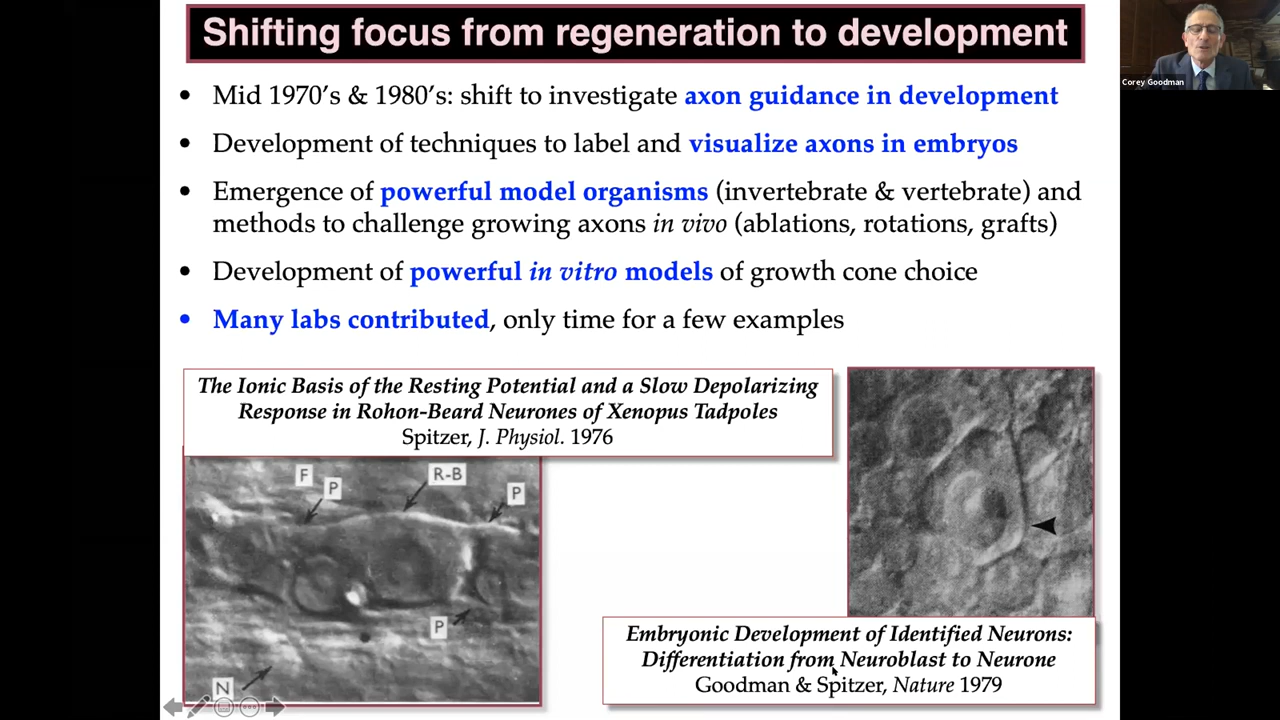 Shifting focus from regeneration to development
Corey Goodman
• Mid 1970's & 1980's: shift to investigate axon guidance in development
• Development of techniques to label and visualize axons in embryos
• Emergence of powerful model organisms (invertebrate & vertebrate) and
methods to challenge growing axons in vivo (ablations, rotations, grafts)
• Development of powerful in vitro models of growth cone choice
• Many labs contributed, only time for a few examples
The Ionic Basis of the Resting Potential and a Slow Depolarizing
Response in Rohon-Beard Neurones of Xenopus Tadpoles
Spitzer, J. Physiol. 1976
F
P
R-B
P
P
N
Embryonic Development of Identified Neurons:
Differentiation from Neuroblast to Neurone
Goodman & Spitzer, Nature 1979